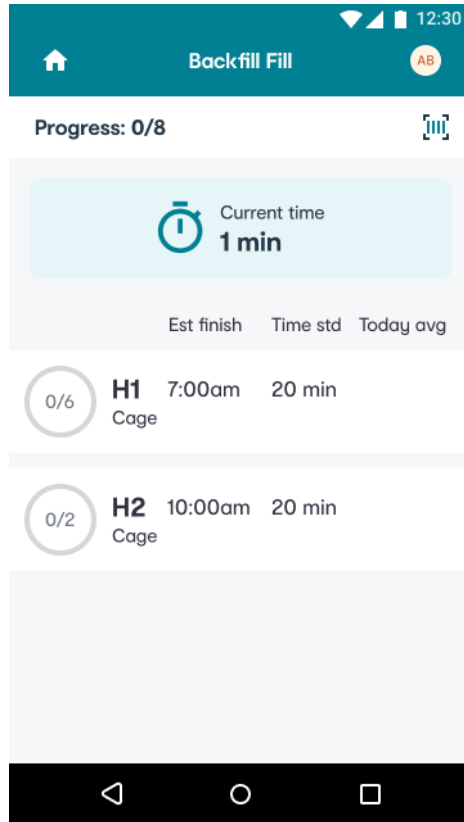 12:30
Backfill Fill
AB
Progress: 0/8
Current time
1 min
Est finish Time std Today avg
0/6 H1 7:00am 20 min
Cage
0/2 H2 10:00am 20 min
Cage